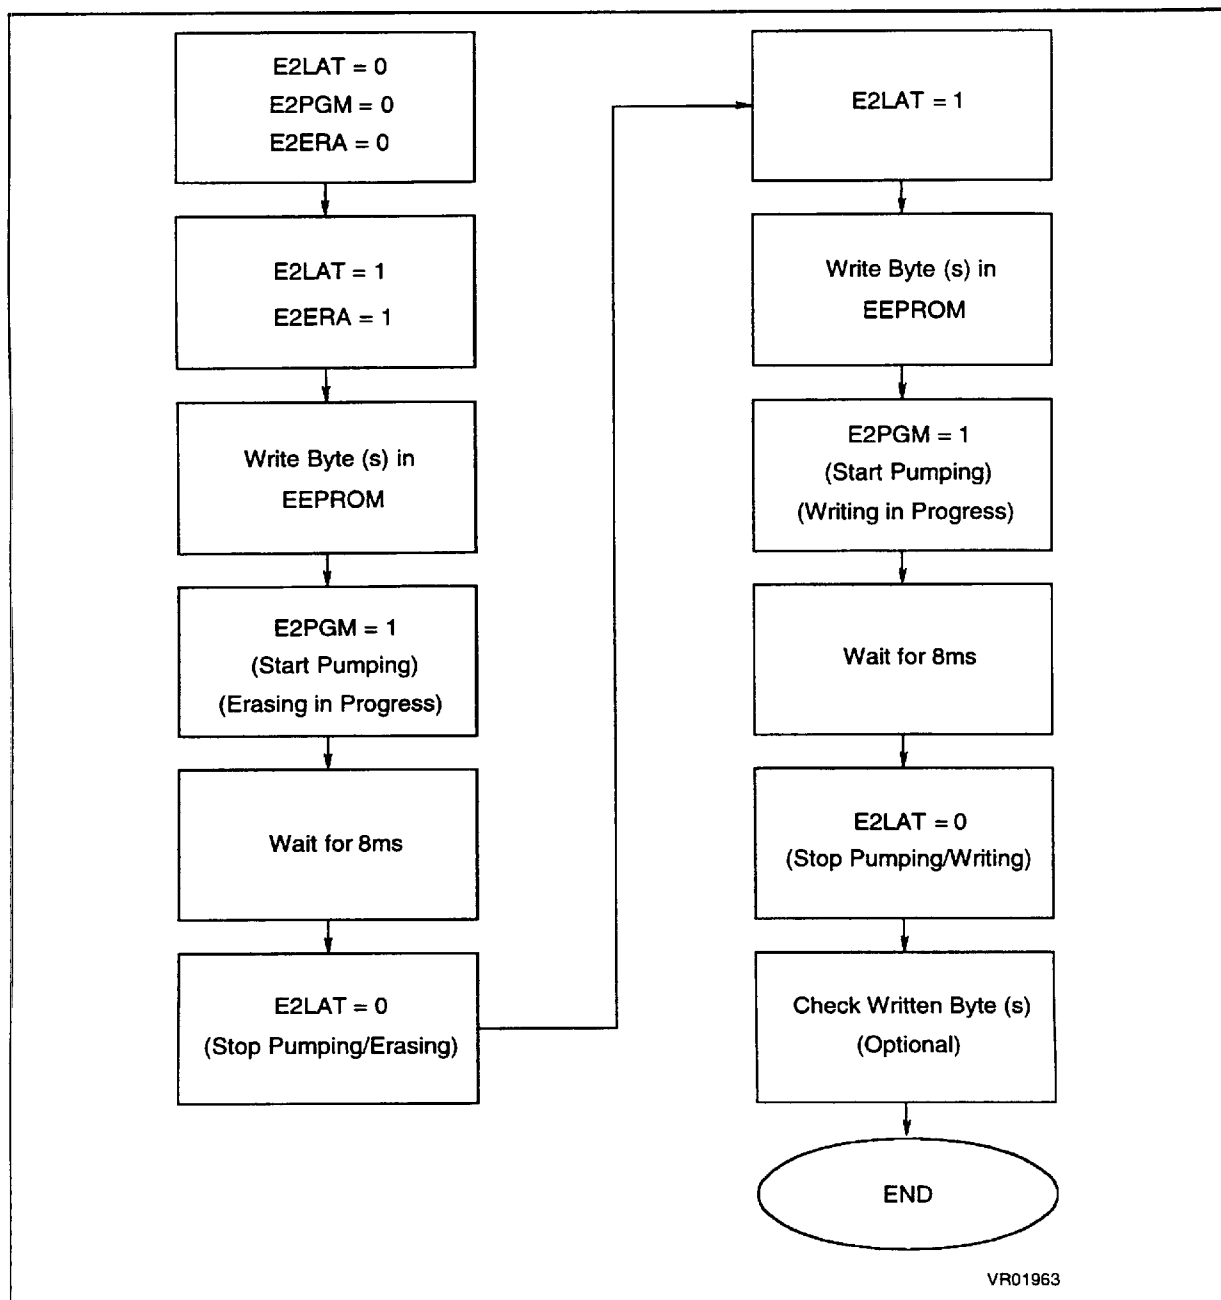 E2LAT = 0
E2PGM = 0
E2ERA = 0
E2LAT = 1
E2ERA = 1
Write Byte (s) in
EEPROM
E2PGM = 1
(Start Pumping)
(Erasing in Progress)
Wait for 8ms
E2LAT = 0
(Stop Pumping/Erasing)
E2LAT = 1
Write Byte (s) in
EEPROM
E2PGM = 1
(Start Pumping)
(Writing in Progress)
Wait for 8ms
E2LAT = 0
(Stop Pumping/Writing)
Check Written Byte (s)
(Optional)
END
VR01963